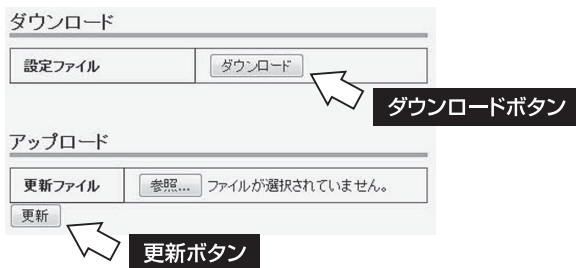 ダウンロード
設定ファイル ダウンロード
ダウンロードボタン
アップロード
更新ファイル 参照... ファイルが選択されていません。
更新
更新ボタン